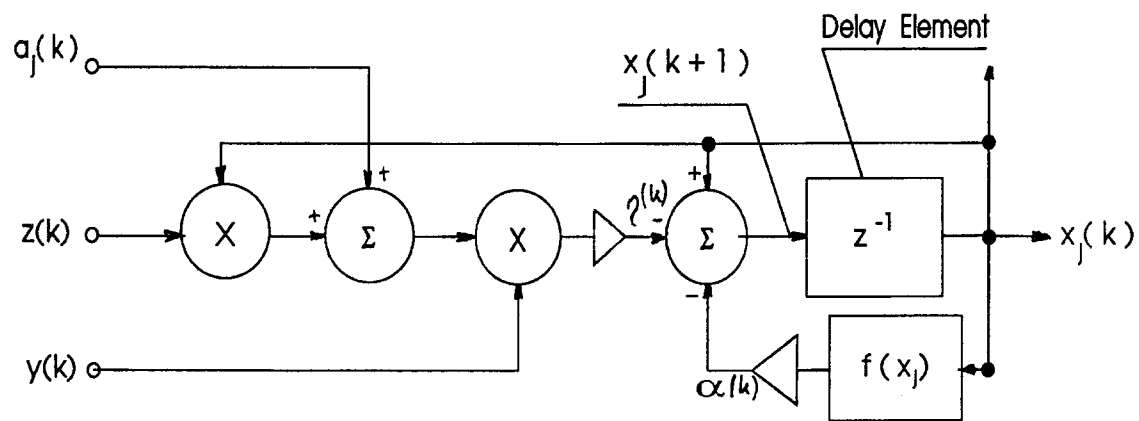 Delay Element
a_j(k)
x_j(k+1)
+
+
+
η(k)
-
z(k)
X
Σ
X
Σ
z^-1
x_j(k)
-
y(k)
α(k)
f(x_j)